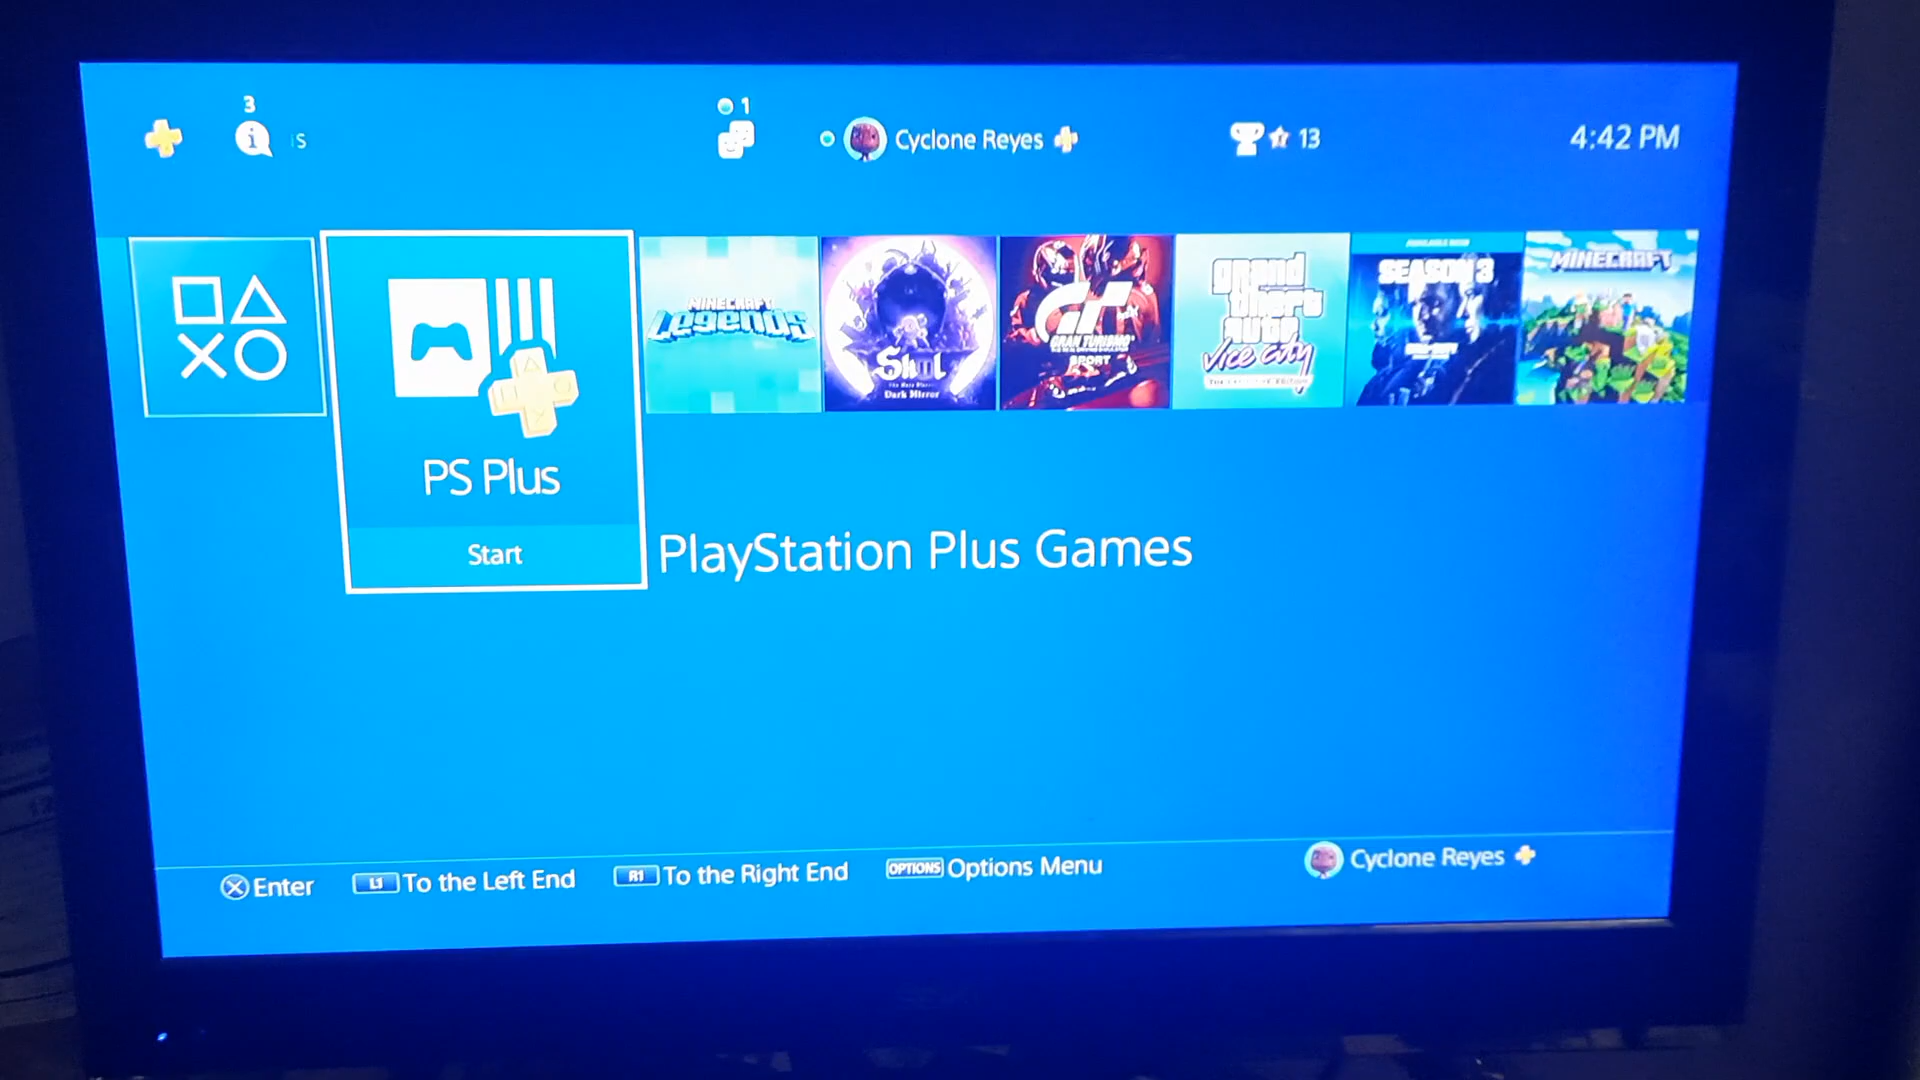 3
is
1
Cyclone Reyes
13
4:42 PM
PS Plus
Start
MINECRAFT
Legends
Skul
Dark Mirror
GT
GRAN TURISMO
SPORT
grand
theft
auto
vice city
SEASON 3
MINECRAFT
PlayStation Plus Games
Enter
L1 To the Left End
R1 To the Right End
OPTIONS Options Menu
Cyclone Reyes